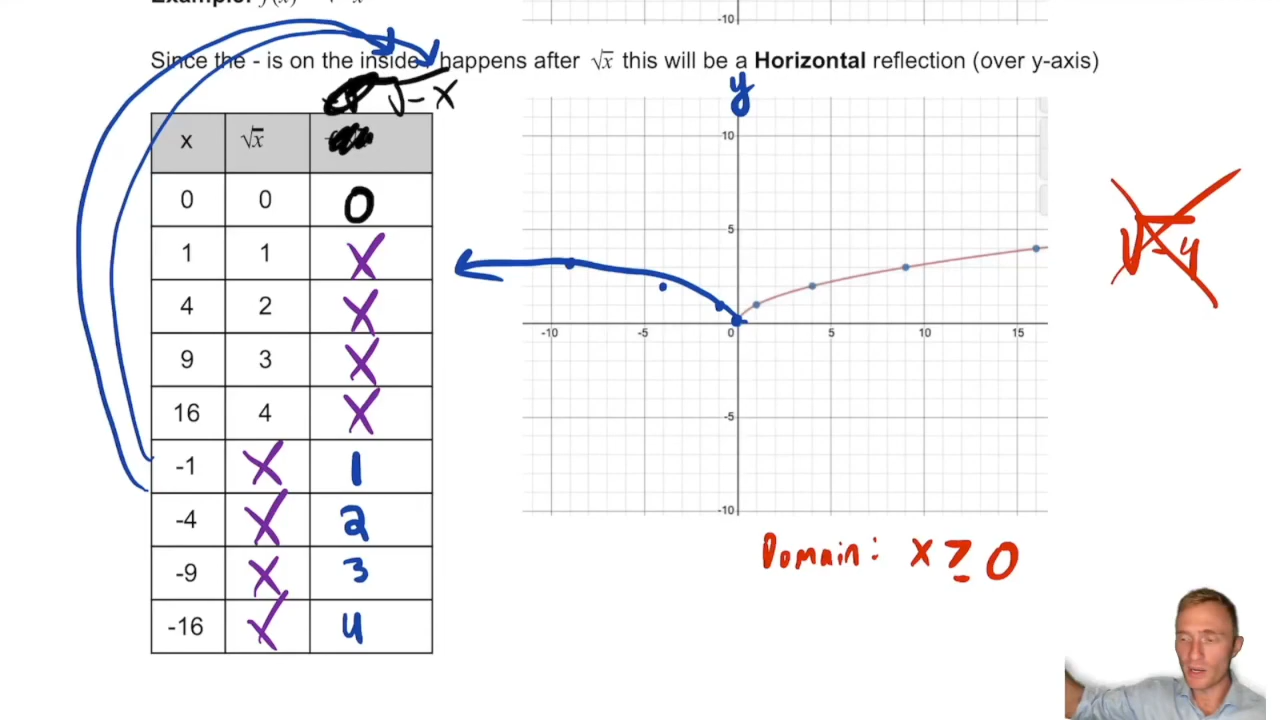 Example: f(x)
-10
Since the - is on the inside happens after √x this will be a Horizontal reflection (over y-axis)
y
√-x
x √x
0 0 0
1 1 X
4 2 X
9 3 X
16 4 X
-1 X 1
-4 X 2
-9 X 3
-16 X 4
10
5
-10 -5 0 5 10 15
-5
-10
√-4
Domain: x ≥ 0